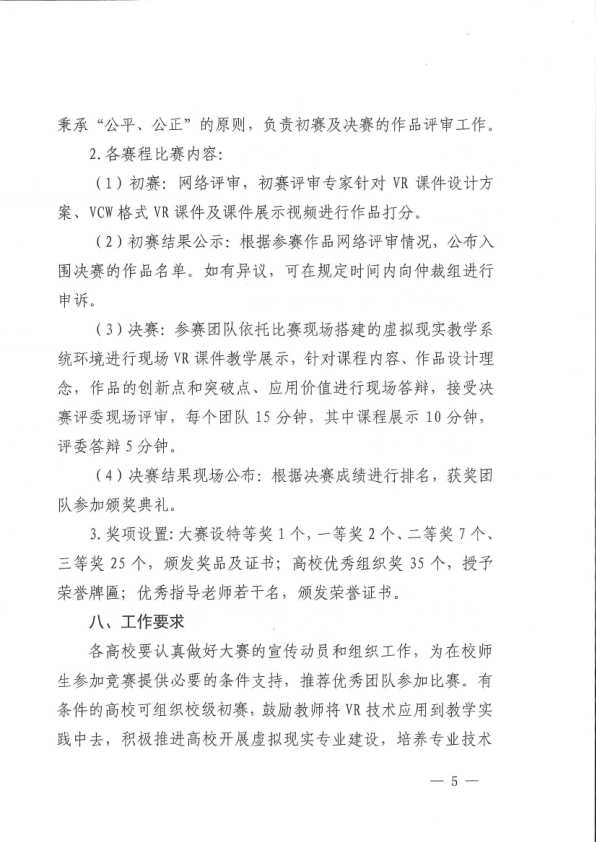 秉承“公平、公正”的原则，负责初赛及决赛的作品评审工作。
2.各赛程比赛内容：
（1）初赛：网络评审，初赛评审专家针对 VR 课件设计方
案、VCW 格式 VR 课件及课件展示视频进行作品打分。
（2）初赛结果公示：根据参赛作品网络评审情况，公布入
围决赛的作品名单。如有异议，可在规定时间内向仲裁组进行
申诉。
（3）决赛：参赛团队依托比赛现场搭建的虚拟现实教学系
统环境进行现场 VR 课件教学展示，针对课程内容、作品设计理
念，作品的创新点和突破点、应用价值进行现场答辩，接受决
赛评委现场评审，每个团队 15 分钟，其中课程展示 10 分钟，
评委答辩 5 分钟。
（4）决赛结果现场公布：根据决赛成绩进行排名，获奖团
队参加颁奖典礼。
3.奖项设置：大赛设特等奖 1 个，一等奖 2 个、二等奖 7 个、
三等奖 25 个，颁发奖品及证书；高校优秀组织奖 35 个，授予
荣誉牌匾；优秀指导老师若干名，颁发荣誉证书。
八、工作要求
各高校要认真做好大赛的宣传动员和组织工作，为在校师
生参加竞赛提供必要的条件支持，推荐优秀团队参加比赛。有
条件的高校可组织校级初赛，鼓励教师将 VR 技术应用到教学实
践中去，积极推进高校开展虚拟现实专业建设，培养专业技术
— 5 —